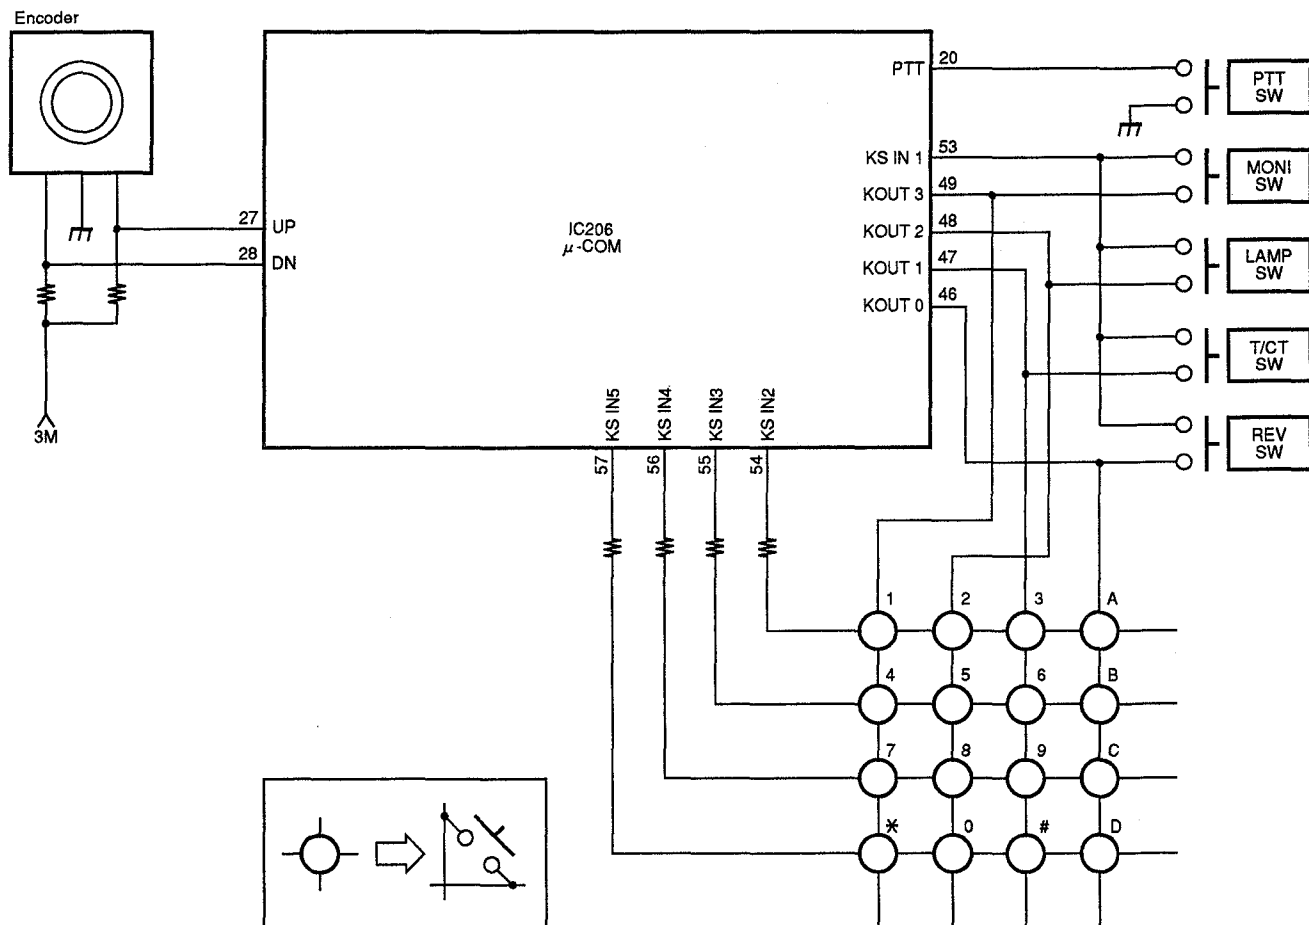 Encoder
PTT
20
PTT
SW
KS IN 1
53
MONI
SW
KOUT 3
49
27
UP
IC206
μ-COM
KOUT 2
48
LAMP
SW
28
DN
KOUT 1
47
KOUT 0
46
T/CT
SW
3M
KS IN5
KS IN4
KS IN3
KS IN2
REV
SW
57
56
55
54
1
2
3
A
4
5
6
B
7
8
9
C
*
0
#
D